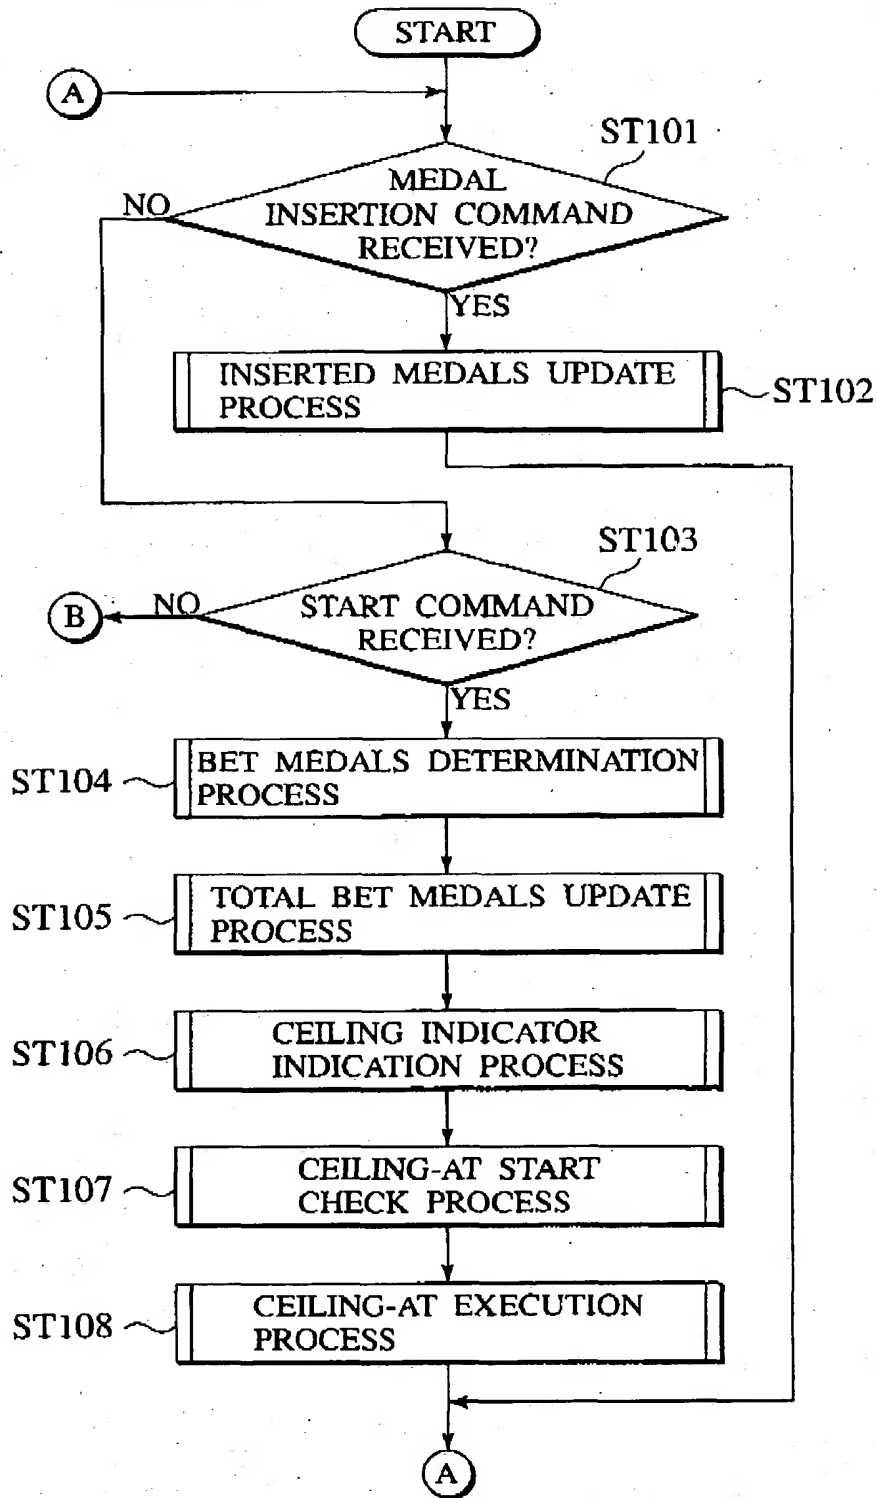 START
A
ST101
MEDAL
INSERTION COMMAND
RECEIVED?
NO
YES
INSERTED MEDALS UPDATE
PROCESS
ST102
ST103
START COMMAND
RECEIVED?
NO
B
YES
ST104
BET MEDALS DETERMINATION
PROCESS
ST105
TOTAL BET MEDALS UPDATE
PROCESS
ST106
CEILING INDICATOR
INDICATION PROCESS
ST107
CEILING-AT START
CHECK PROCESS
ST108
CEILING-AT EXECUTION
PROCESS
A